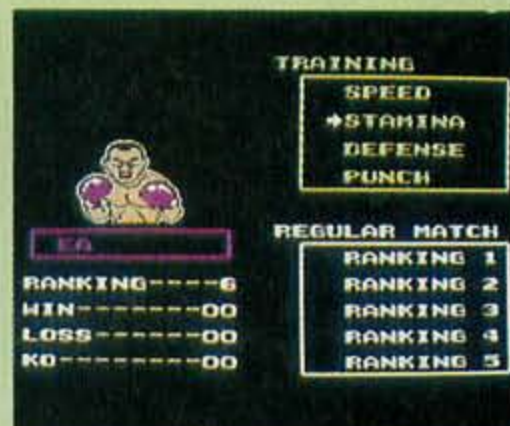 TRAINING
SPEED
➔STAMINA
DEFENSE
PUNCH
EA
RANKING----6
WIN-------00
LOSS------00
KO--------00
REGULAR MATCH
RANKING 1
RANKING 2
RANKING 3
RANKING 4
RANKING 5